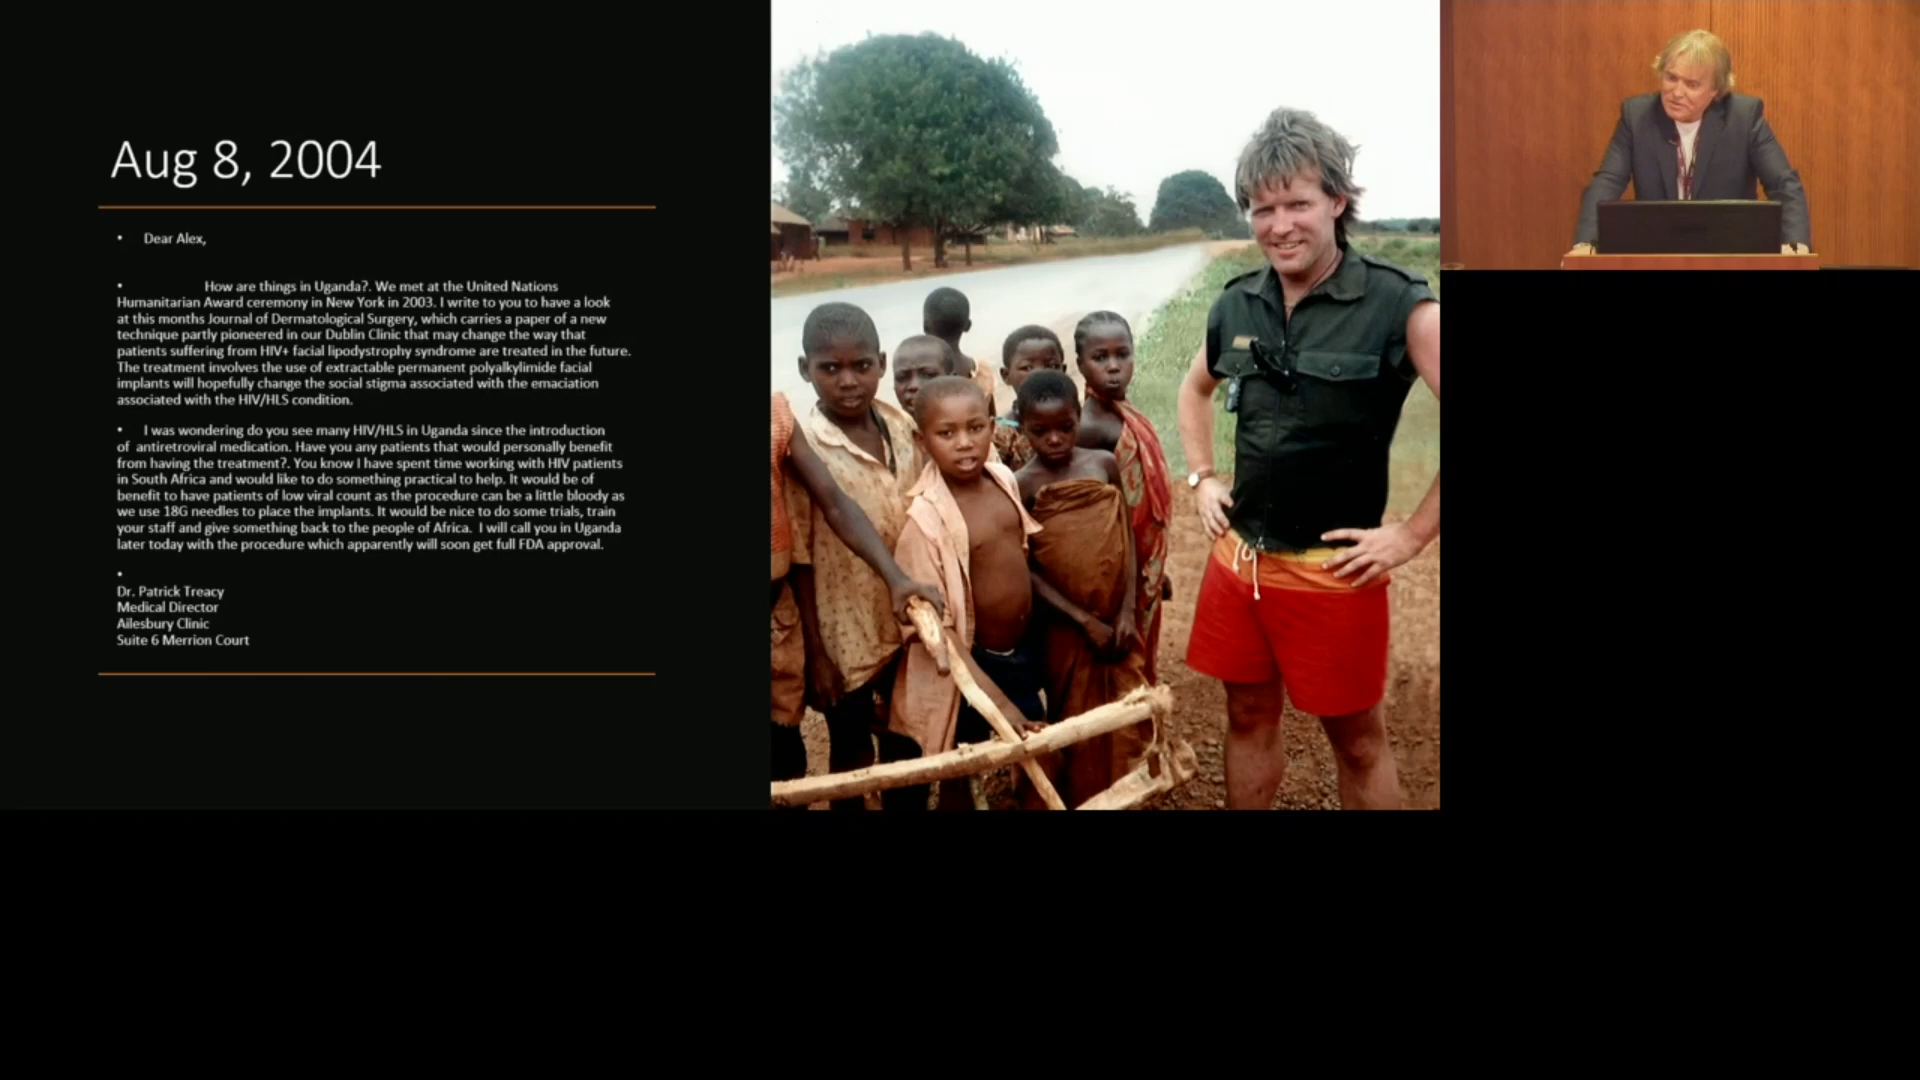 Aug 8, 2004
• Dear Alex,
• How are things in Uganda?. We met at the United Nations
Humanitarian Award ceremony in New York in 2003. I write to you to have a look
at this months Journal of Dermatological Surgery, which carries a paper of a new
technique partly pioneered in our Dublin Clinic that may change the way that
patients suffering from HIV+ facial lipodystrophy syndrome are treated in the future.
The treatment involves the use of extractable permanent polyalkylimide facial
implants will hopefully change the social stigma associated with the emaciation
associated with the HIV/HLS condition.
• I was wondering do you see many HIV/HLS in Uganda since the introduction
of antiretroviral medication. Have you any patients that would personally benefit
from having the treatment?. You know I have spent time working with HIV patients
in South Africa and would like to do something practical to help. It would be of
benefit to have patients of low viral count as the procedure can be a little bloody as
we use 18G needles to place the implants. It would be nice to do some trials, train
your staff and give something back to the people of Africa. I will call you in Uganda
later today with the procedure which apparently will soon get full FDA approval.
•
Dr. Patrick Treacy
Medical Director
Ailesbury Clinic
Suite 6 Merrion Court